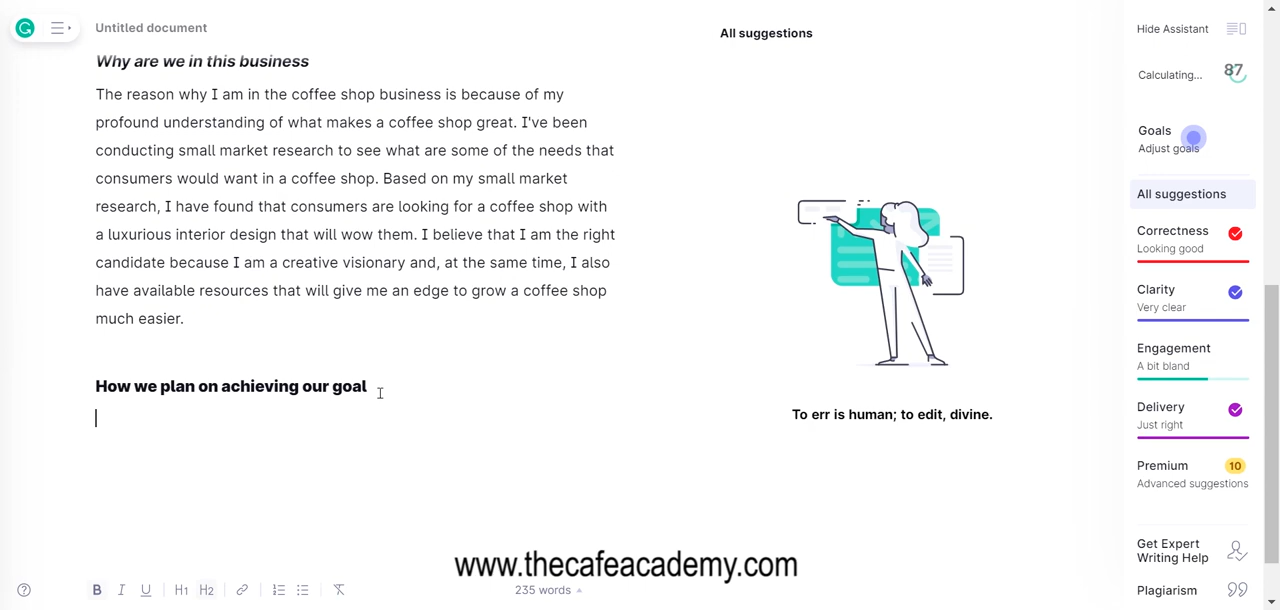 Untitled document
All suggestions
Hide Assistant
Calculating... 87
Goals
Adjust goals
All suggestions
Correctness
Looking good
Clarity
Very clear
Engagement
A bit bland
Delivery
Just right
Premium 10
Advanced suggestions
Get Expert
Writing Help
Plagiarism
Why are we in this business
The reason why I am in the coffee shop business is because of my
profound understanding of what makes a coffee shop great. I've been
conducting small market research to see what are some of the needs that
consumers would want in a coffee shop. Based on my small market
research, I have found that consumers are looking for a coffee shop with
a luxurious interior design that will wow them. I believe that I am the right
candidate because I am a creative visionary and, at the same time, I also
have available resources that will give me an edge to grow a coffee shop
much easier.
How we plan on achieving our goal
To err is human; to edit, divine.
www.thecafeacademy.com
B I U H1 H2
235 words